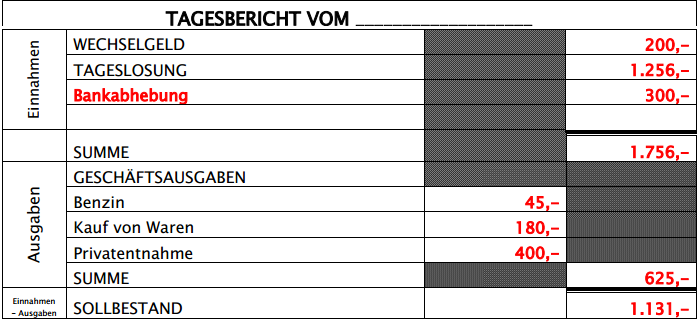 TAGESBERICHT VOM ___________________
Einnahmen
WECHSELGELD 200,-
TAGESLOSUNG 1.256,-
Bankabhebung 300,-
SUMME 1.756,-
Ausgaben
GESCHÄFTSAUSGABEN
Benzin 45,-
Kauf von Waren 180,-
Privatentnahme 400,-
SUMME 625,-
Einnahmen
– Ausgaben
SOLLBESTAND 1.131,-